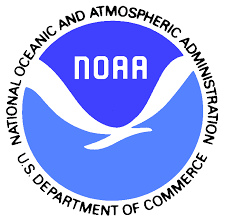 NATIONAL OCEANIC AND ATMOSPHERIC ADMINISTRATION
NOAA
U.S. DEPARTMENT OF COMMERCE